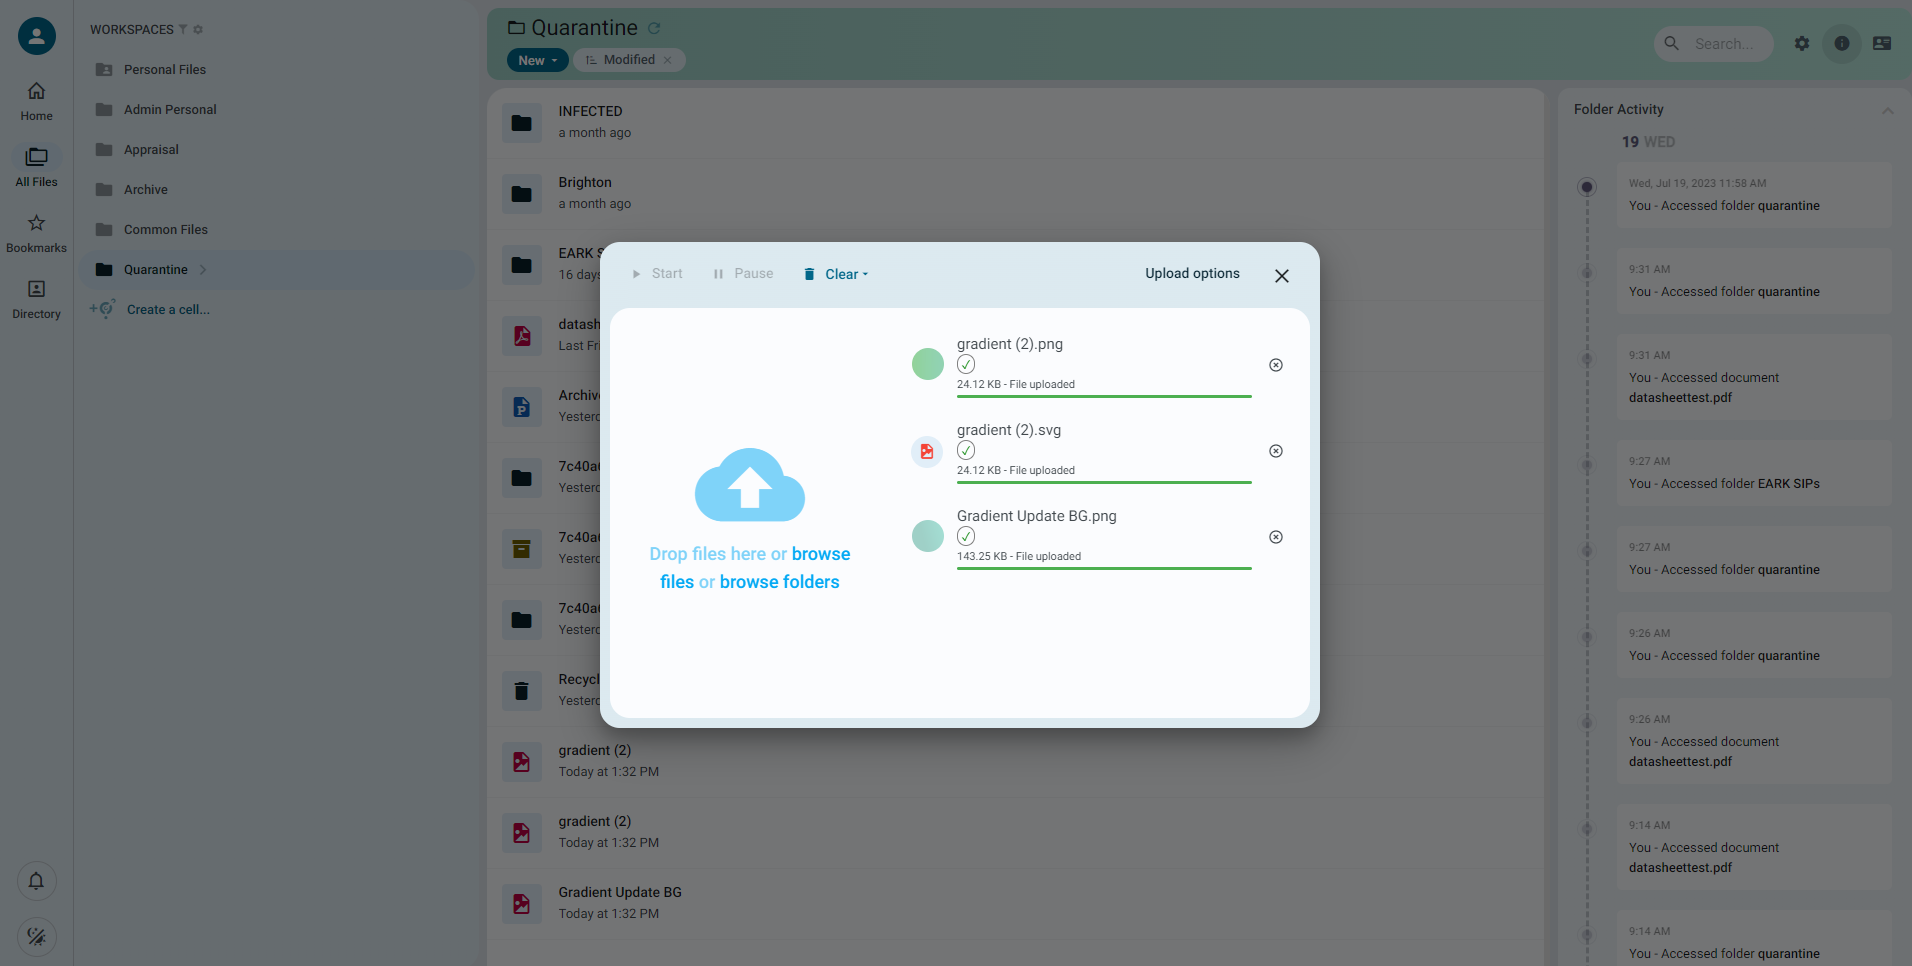 Home
All Files
Bookmarks
Directory
WORKSPACES
Personal Files
Admin Personal
Appraisal
Archive
Common Files
Quarantine
Create a cell...
Quarantine
New
Modified
Search...
INFECTED
a month ago
Brighton
a month ago
EARK S
16 days
datash
Last Fri
Archiv
Yester
7c40a
Yester
7c40a
Yester
7c40a
Yester
Recycl
Yester
gradient (2)
Today at 1:32 PM
gradient (2)
Today at 1:32 PM
Gradient Update BG
Today at 1:32 PM
Start
Pause
Clear
Upload options
Drop files here or browse
files or browse folders
gradient (2).png
24.12 KB - File uploaded
gradient (2).svg
24.12 KB - File uploaded
Gradient Update BG.png
143.25 KB - File uploaded
Folder Activity
19 WED
Wed, Jul 19, 2023 11:58 AM
You - Accessed folder quarantine
9:31 AM
You - Accessed folder quarantine
9:31 AM
You - Accessed document
datasheettest.pdf
9:27 AM
You - Accessed folder EARK SIPs
9:27 AM
You - Accessed folder quarantine
9:26 AM
You - Accessed folder quarantine
9:26 AM
You - Accessed document
datasheettest.pdf
9:14 AM
You - Accessed document
datasheettest.pdf
9:14 AM
You - Accessed folder quarantine